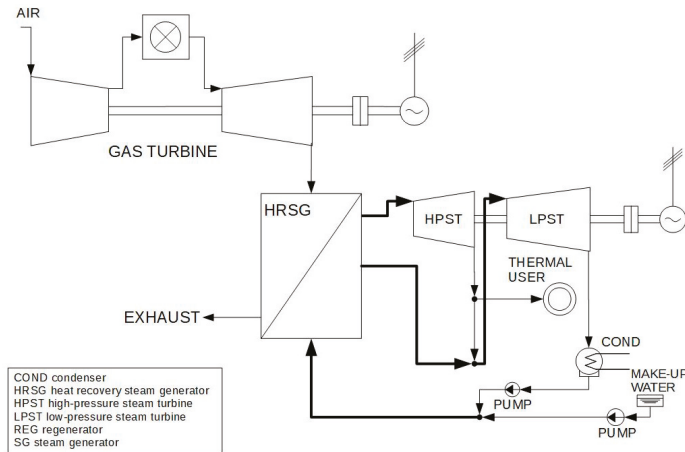 AIR
GAS TURBINE
HRSG
HPST
LPST
THERMAL
USER
EXHAUST
COND
MAKE-UP
WATER
PUMP
PUMP
COND condenser
HRSG heat recovery steam generator
HPST high-pressure steam turbine
LPST low-pressure steam turbine
REG regenerator
SG steam generator